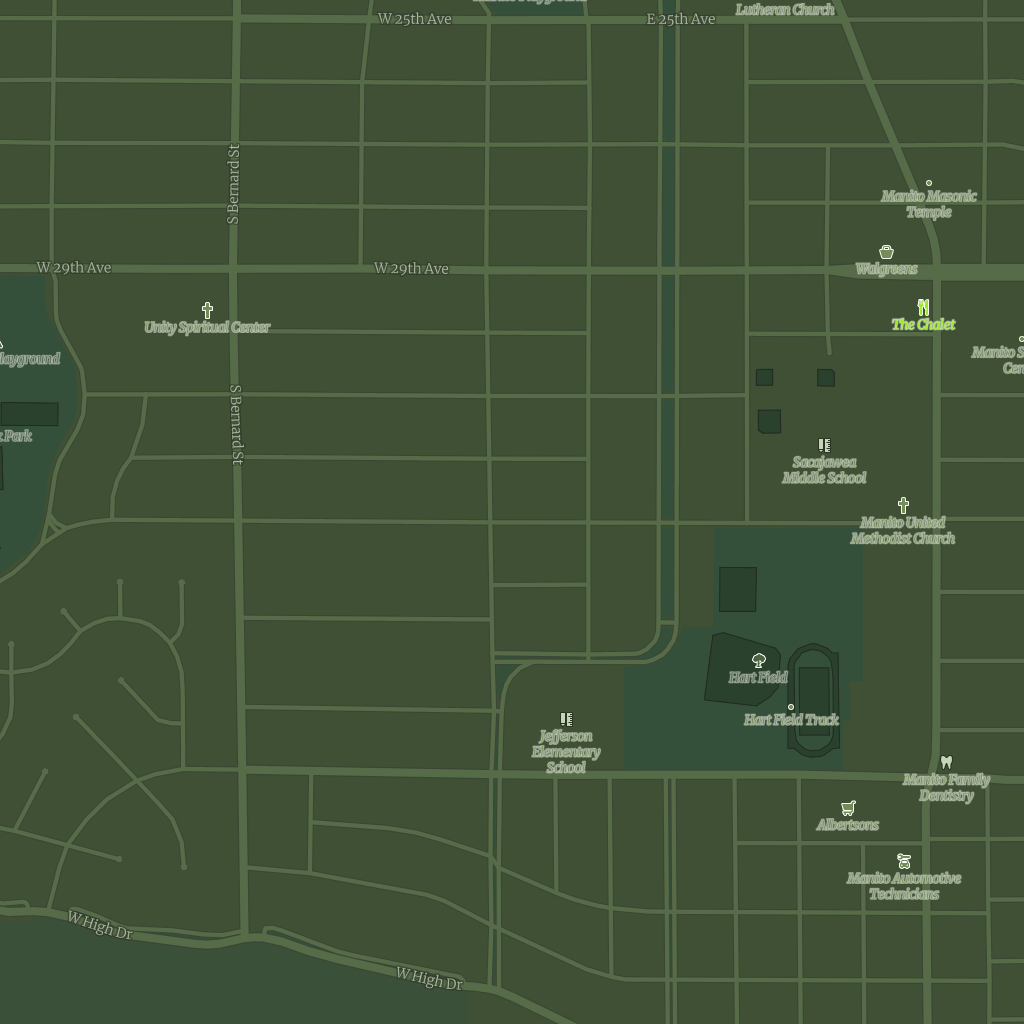 W 25th Ave
E 25th Ave
Lutheran Church
S Bernard St
Manito Masonic
Temple
W 29th Ave
W 29th Ave
Walgreens
Unity Spiritual Center
The Chalet
Manito S
Cen
layground
S Bernard St
Park
Sacajawea
Middle School
Manito United
Methodist Church
Hart Field
Hart Field Track
Jefferson
Elementary
School
Manito Family
Dentistry
Albertsons
Manito Automotive
Technicians
W High Dr
W High Dr